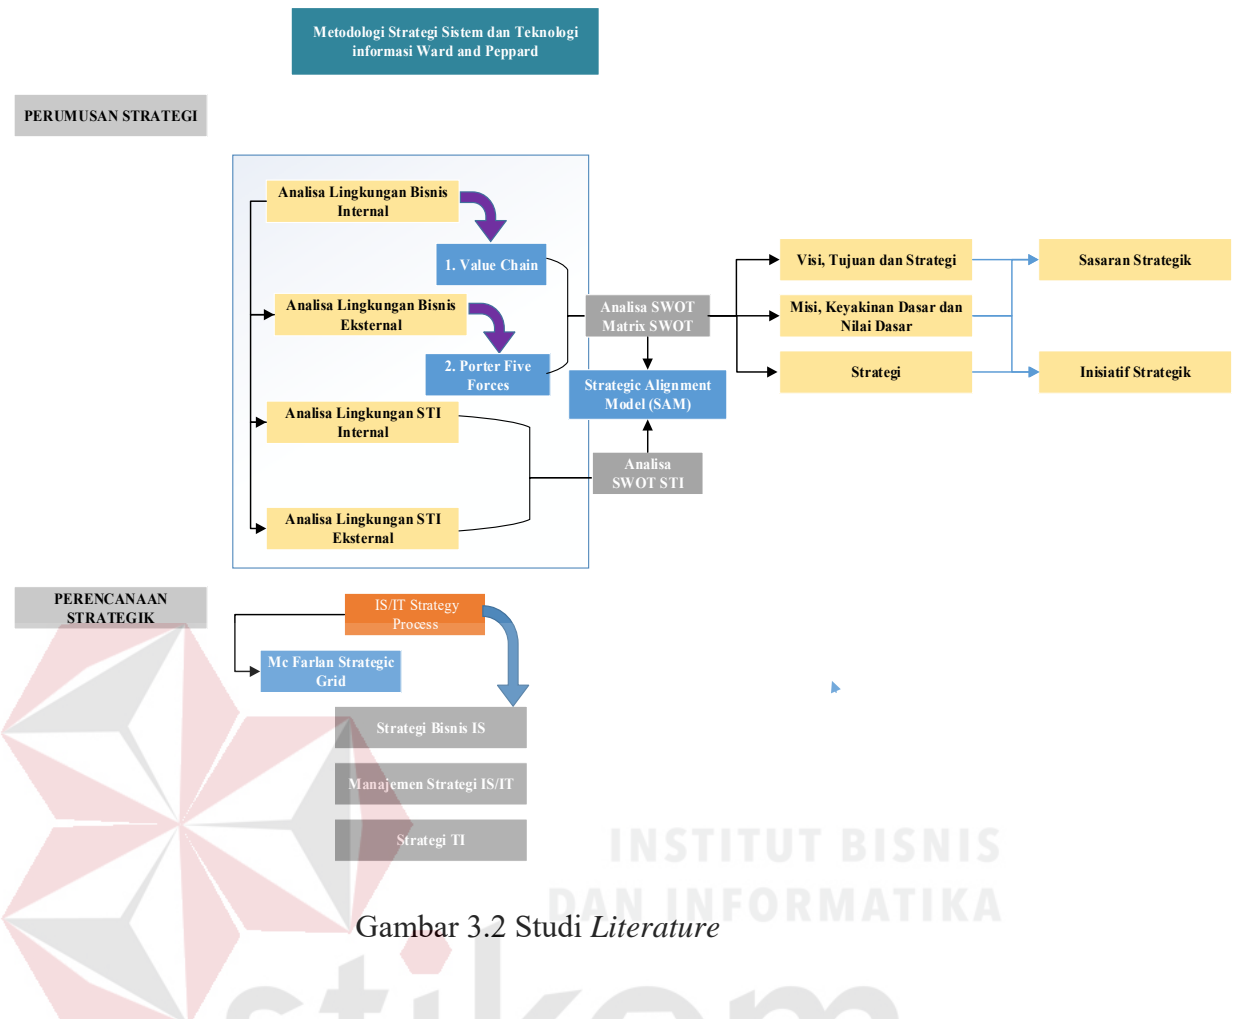 Metodologi Strategi Sistem dan Teknologi
informasi Ward and Peppard
PERUMUSAN STRATEGI
Analisa Lingkungan Bisnis
Internal
1. Value Chain
Analisa Lingkungan Bisnis
Eksternal
2. Porter Five
Forces
Analisa Lingkungan STI
Internal
Analisa Lingkungan STI
Eksternal
Analisa SWOT
Matrix SWOT
Strategic Alignment
Model (SAM)
Analisa
SWOT STI
Visi, Tujuan dan Strategi
Misi, Keyakinan Dasar dan
Nilai Dasar
Strategi
Sasaran Strategik
Inisiatif Strategik
PERENCANAAN
STRATEGIK
IS/IT Strategy
Process
Mc Farlan Strategic
Grid
Strategi Bisnis IS
Manajemen Strategi IS/IT
Strategi TI
INSTITUT BISNIS
DAN INFORMATIKA
Gambar 3.2 Studi Literature
stikom